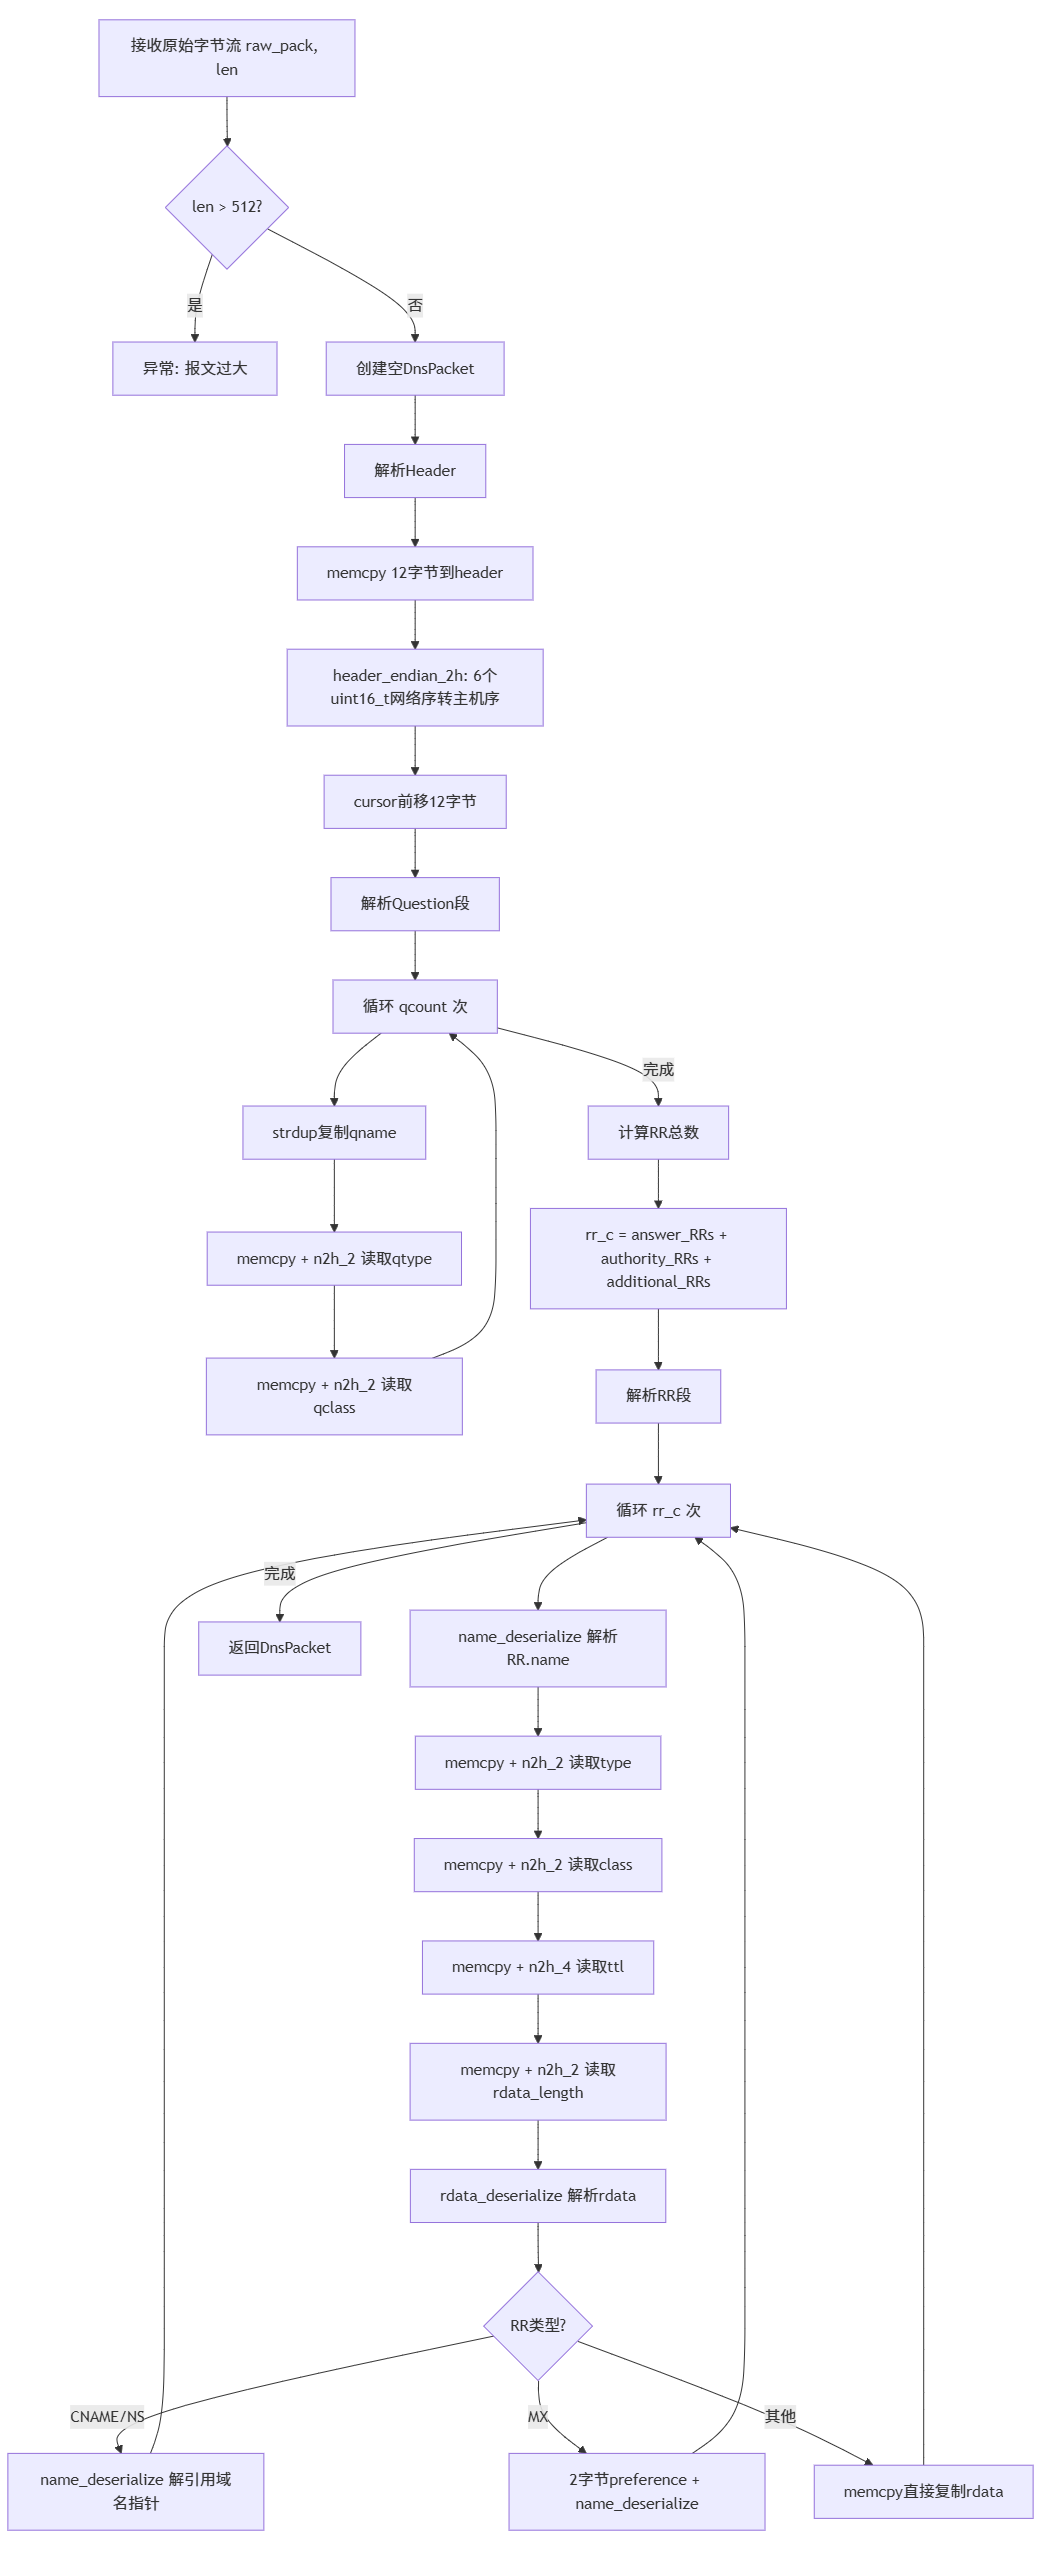 接收原始字节流 raw_pack,
len
len > 512?
是
否
异常: 报文过大
创建空DnsPacket
解析Header
memcpy 12字节到header
header_endian_2h: 6个
uint16_t网络序转主机序
cursor前移12字节
解析Question段
循环 qcount 次
完成
strdup复制qname
计算RR总数
memcpy + n2h_2 读取qtype
rr_c = answer_RRs +
authority_RRs +
additional_RRs
memcpy + n2h_2 读取
qclass
解析RR段
循环 rr_c 次
完成
返回DnsPacket
name_deserialize 解析
RR.name
memcpy + n2h_2 读取type
memcpy + n2h_2 读取class
memcpy + n2h_4 读取ttl
memcpy + n2h_2 读取
rdata_length
rdata_deserialize 解析rdata
RR类型?
CNAME/NS
MX
其他
name_deserialize 解引用域
名指针
2字节preference +
name_deserialize
memcpy直接复制rdata